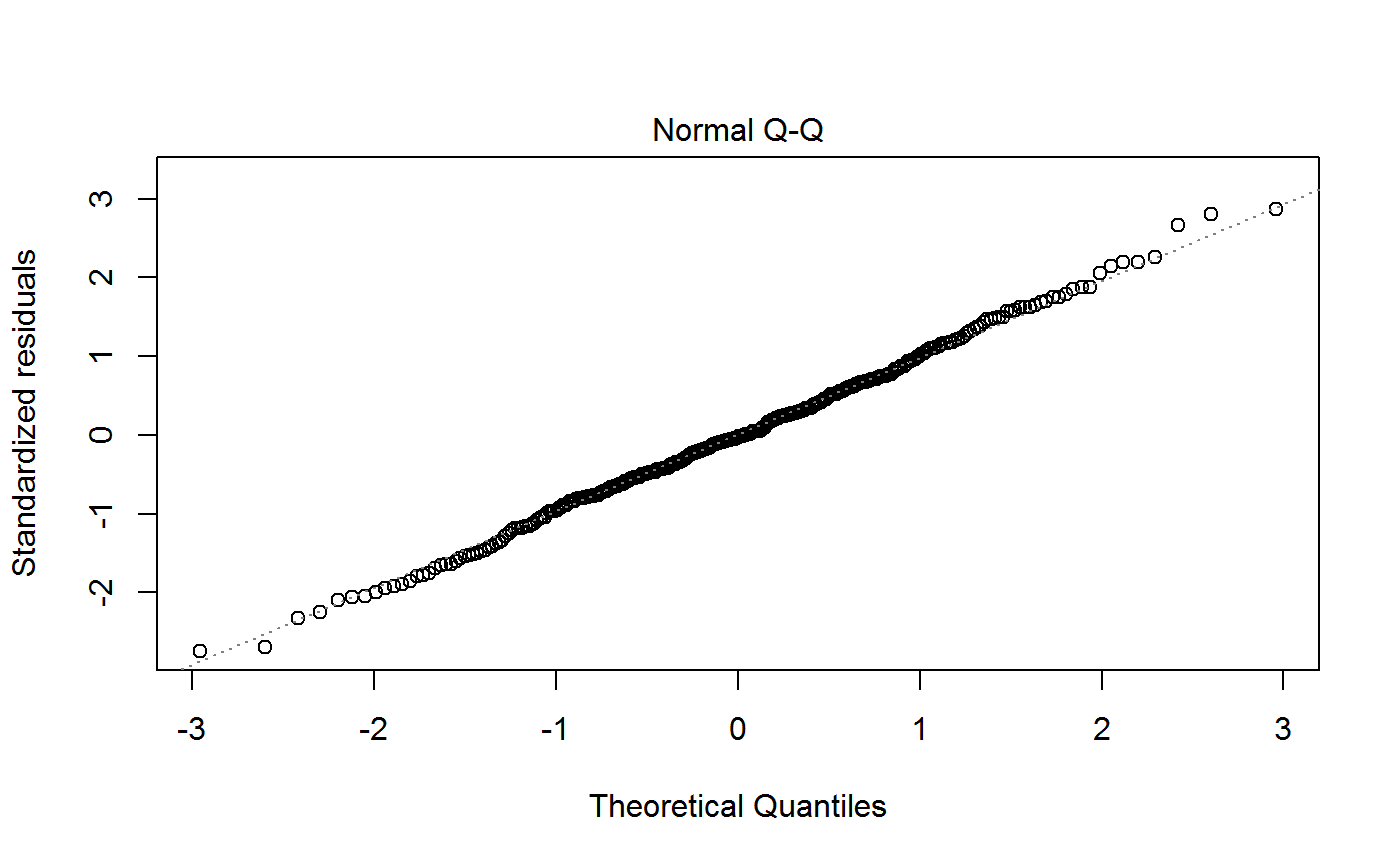 Normal Q-Q
3
2
1
0
-1
-2
Standardized residuals
-3 -2 -1 0 1 2 3
Theoretical Quantiles